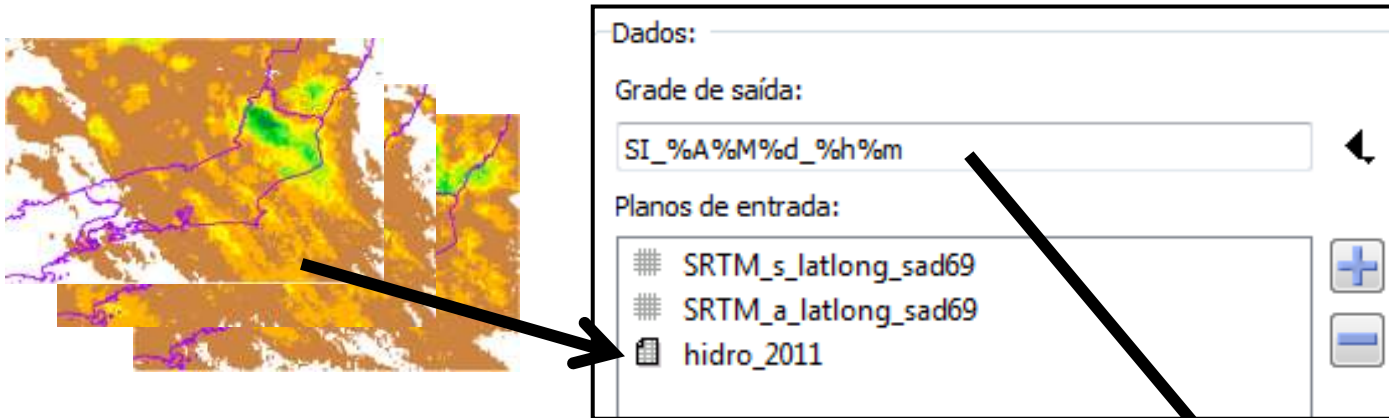 Dados:
Grade de saída:
SI_%A%M%d_%h%m
Planos de entrada:
SRTM_s_latlong_sad69
SRTM_a_latlong_sad69
hidro_2011